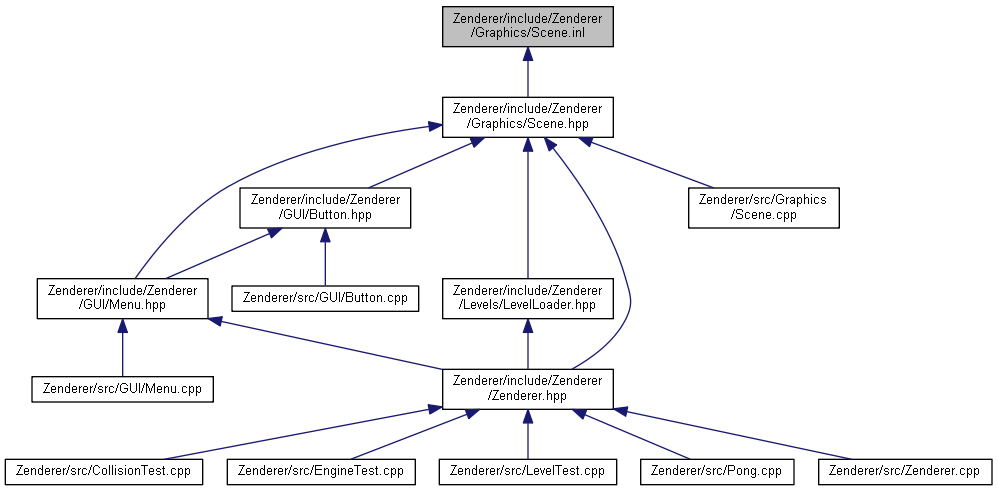 Zenderer/include/Zenderer
/Graphics/Scene.inl
Zenderer/include/Zenderer
/Graphics/Scene.hpp
Zenderer/include/Zenderer
/GUI/Button.hpp
Zenderer/src/Graphics
/Scene.cpp
Zenderer/include/Zenderer
/GUI/Menu.hpp
Zenderer/src/GUI/Button.cpp
Zenderer/include/Zenderer
/Levels/LevelLoader.hpp
Zenderer/src/GUI/Menu.cpp
Zenderer/include/Zenderer
/Zenderer.hpp
Zenderer/src/CollisionTest.cpp
Zenderer/src/EngineTest.cpp
Zenderer/src/LevelTest.cpp
Zenderer/src/Pong.cpp
Zenderer/src/Zenderer.cpp